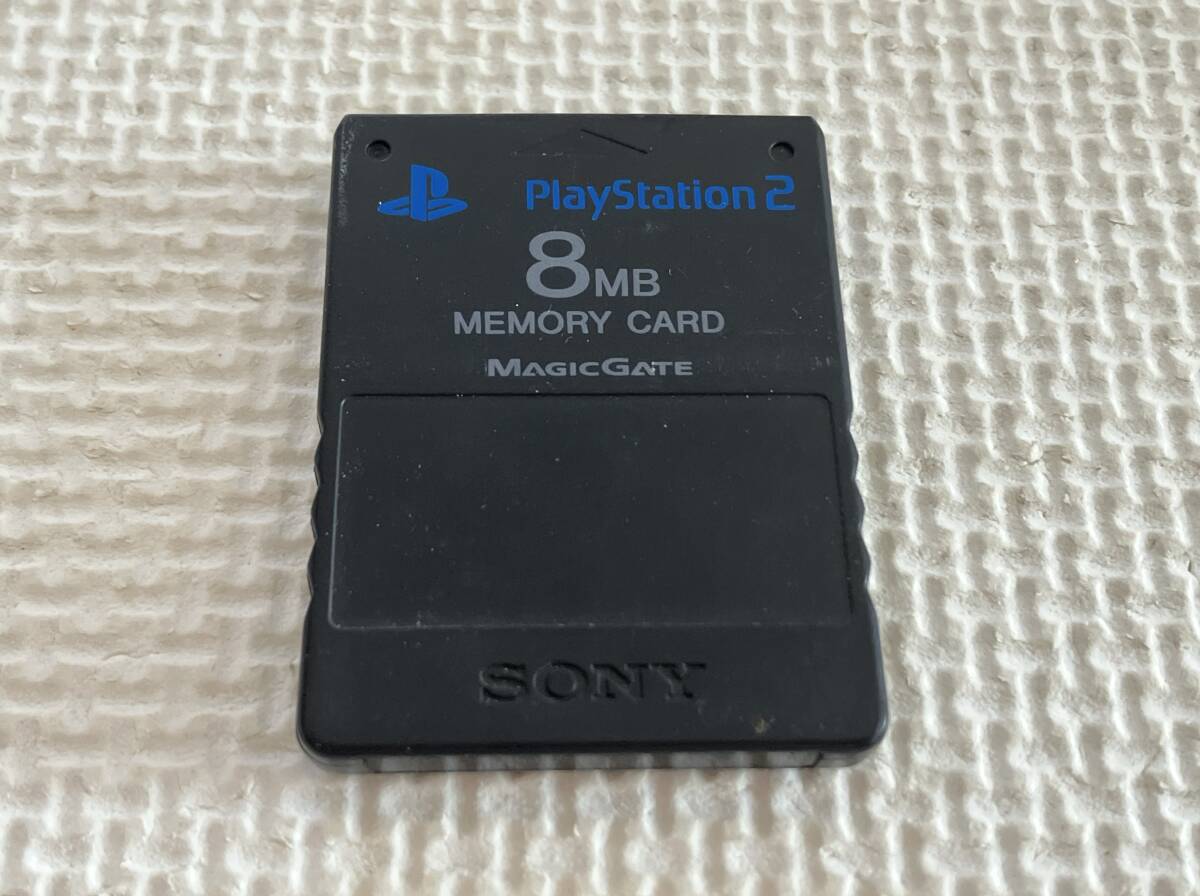 PlayStation 2
8MB
MEMORY CARD
MAGICGATE
SONY